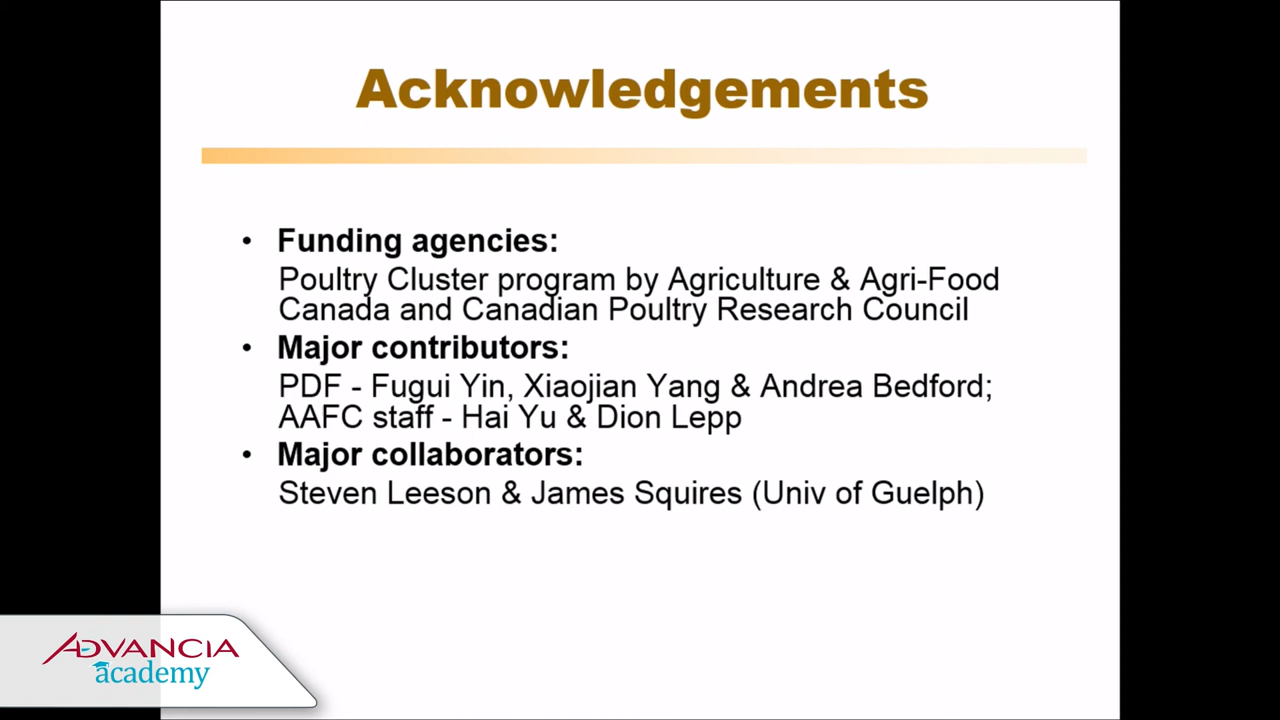 Acknowledgements
• Funding agencies:
Poultry Cluster program by Agriculture & Agri-Food
Canada and Canadian Poultry Research Council
• Major contributors:
PDF - Fugui Yin, Xiaojian Yang & Andrea Bedford;
AAFC staff - Hai Yu & Dion Lepp
• Major collaborators:
Steven Leeson & James Squires (Univ of Guelph)
ADVANCIA
academy